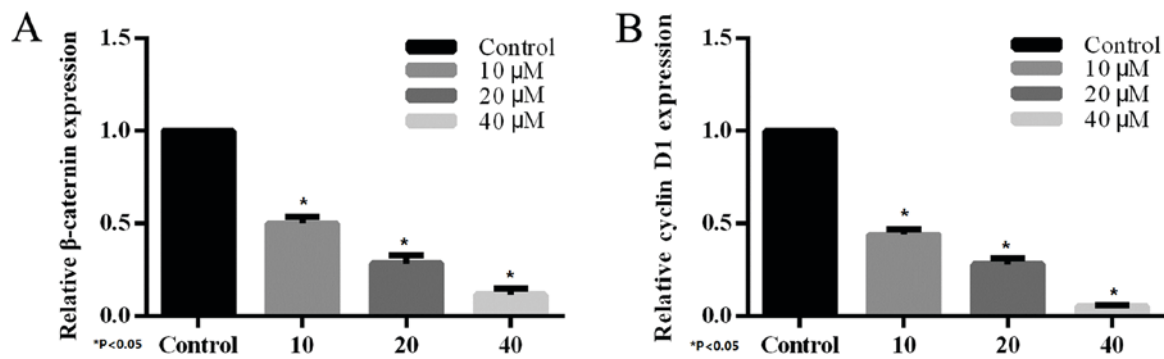 A
Relative β-caternin expression
1.5
1.0
0.5
0.0
Control
10 μM
20 μM
40 μM
*
*
*
*P<0.05
Control 10 20 40
B
Relative cyclin D1 expression
1.5
1.0
0.5
0.0
Control
10 μM
20 μM
40 μM
*
*
*
*P<0.05
Control 10 20 40